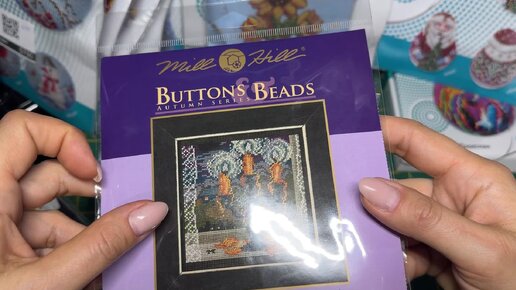 Mill Hill
BUTTONS & BEADS
AUTUMN SERIES